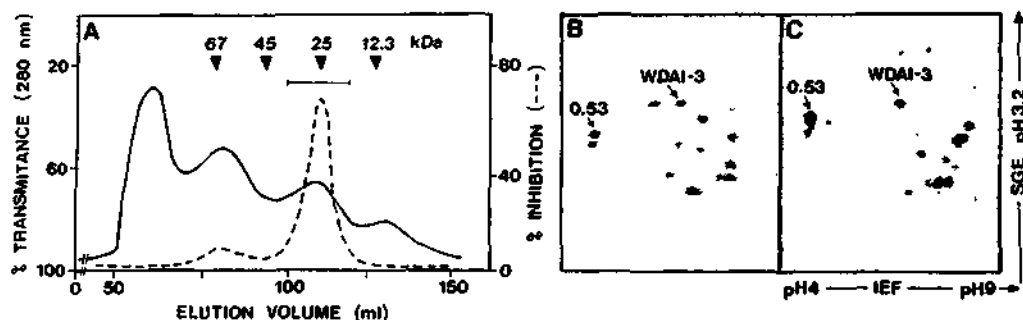 A
67 45 25 12.3 kDa
% TRANSMITANCE (280 nm)
20
60
100
80
40
0
% INHIBITION (---)
50 100 150
ELUTION VOLUME (ml)
B
WDAI-3
0.53
C
WDAI-3
0.53
SGE pH3.2
pH4 IEF pH9